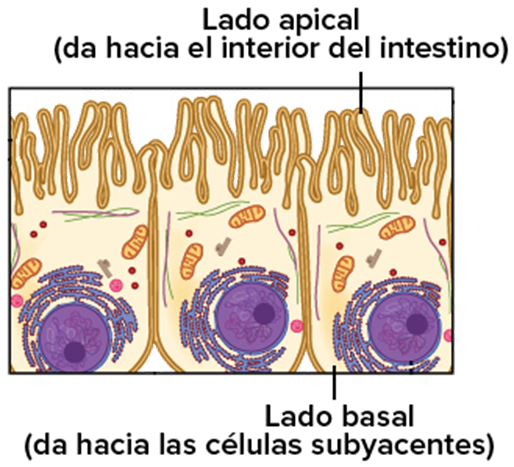 Lado apical
(da hacia el interior del intestino)
Lado basal
(da hacia las células subyacentes)